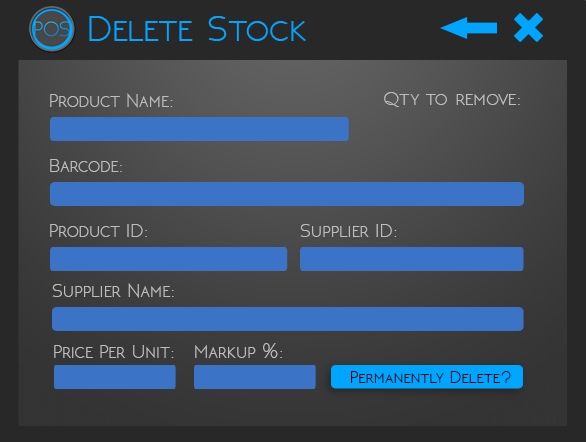 POS Delete Stock
Product Name: Qty to remove:
Barcode:
Product ID: Supplier ID:
Supplier Name:
Price Per Unit: Markup %: Permanently Delete?